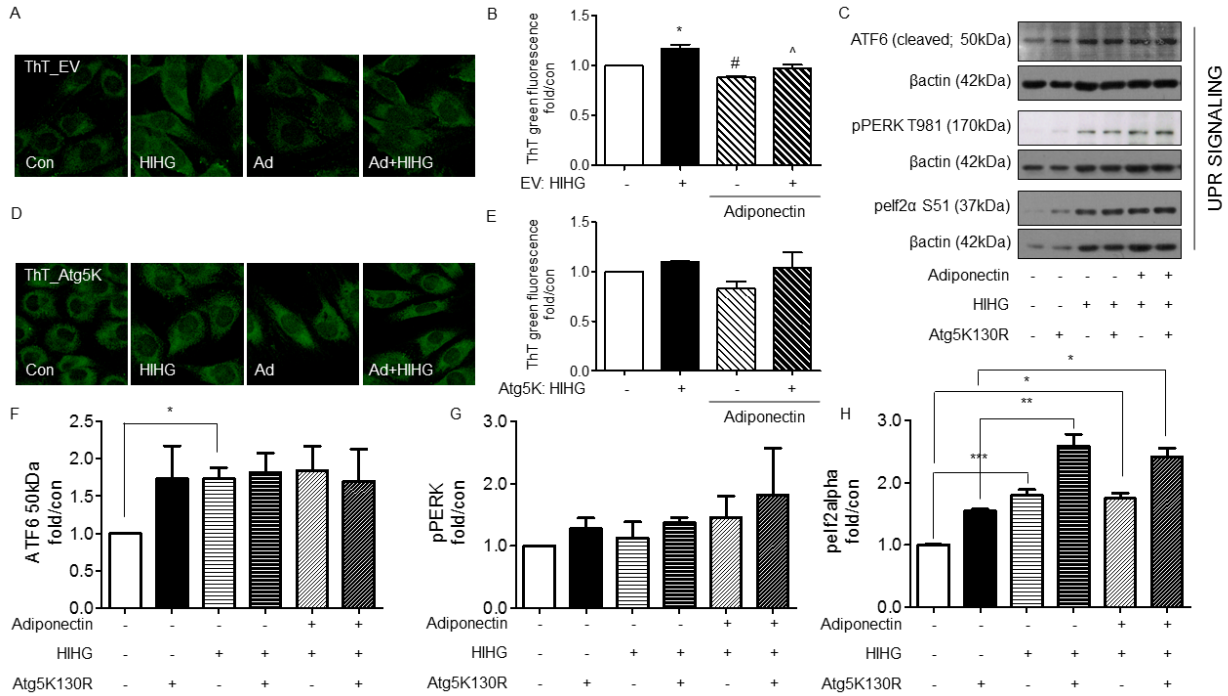 A
ThT_EV
Con
HIHG
Ad
Ad+HIHG
B
ThT green fluorescence
fold/con
1.5
1.0
0.5
0.0
*
#
^
- + - +
EV: HIHG
Adiponectin
C
ATF6 (cleaved; 50kDa)
βactin (42kDa)
pPERK T981 (170kDa)
βactin (42kDa)
peIf2α S51 (37kDa)
βactin (42kDa)
UPR SIGNALING
Adiponectin - - - - + +
HIHG - - + + + +
Atg5K130R - + - + - +
D
ThT_Atg5K
Con
HIHG
Ad
Ad+HIHG
E
ThT green fluorescence
fold/con
1.5
1.0
0.5
0.0
- + - +
Atg5K: HIHG
Adiponectin
F
ATF6 50kDa
fold/con
2.5
2.0
1.5
1.0
0.5
0.0
*
Adiponectin - - - - + +
HIHG - - + + + +
Atg5K130R - + - + - +
G
pPERK
fold/con
3.0
2.0
1.0
0.0
- - - - + +
- - + + + +
- + - + - +
H
peIf2alpha
fold/con
3.0
2.0
1.0
0.0
*
*
**
***
Adiponectin - - - - + +
HIHG - - + + + +
Atg5K130R - + - + - +